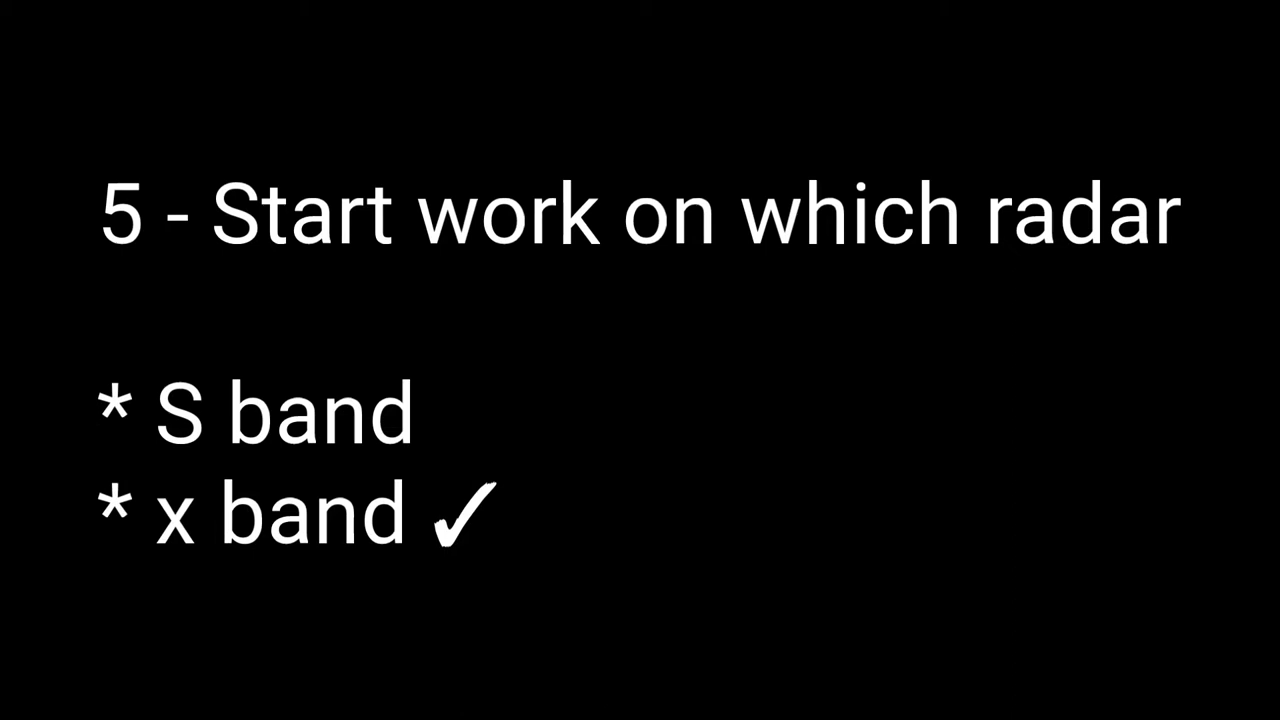 5 - Start work on which radar
* S band
* x band ✓